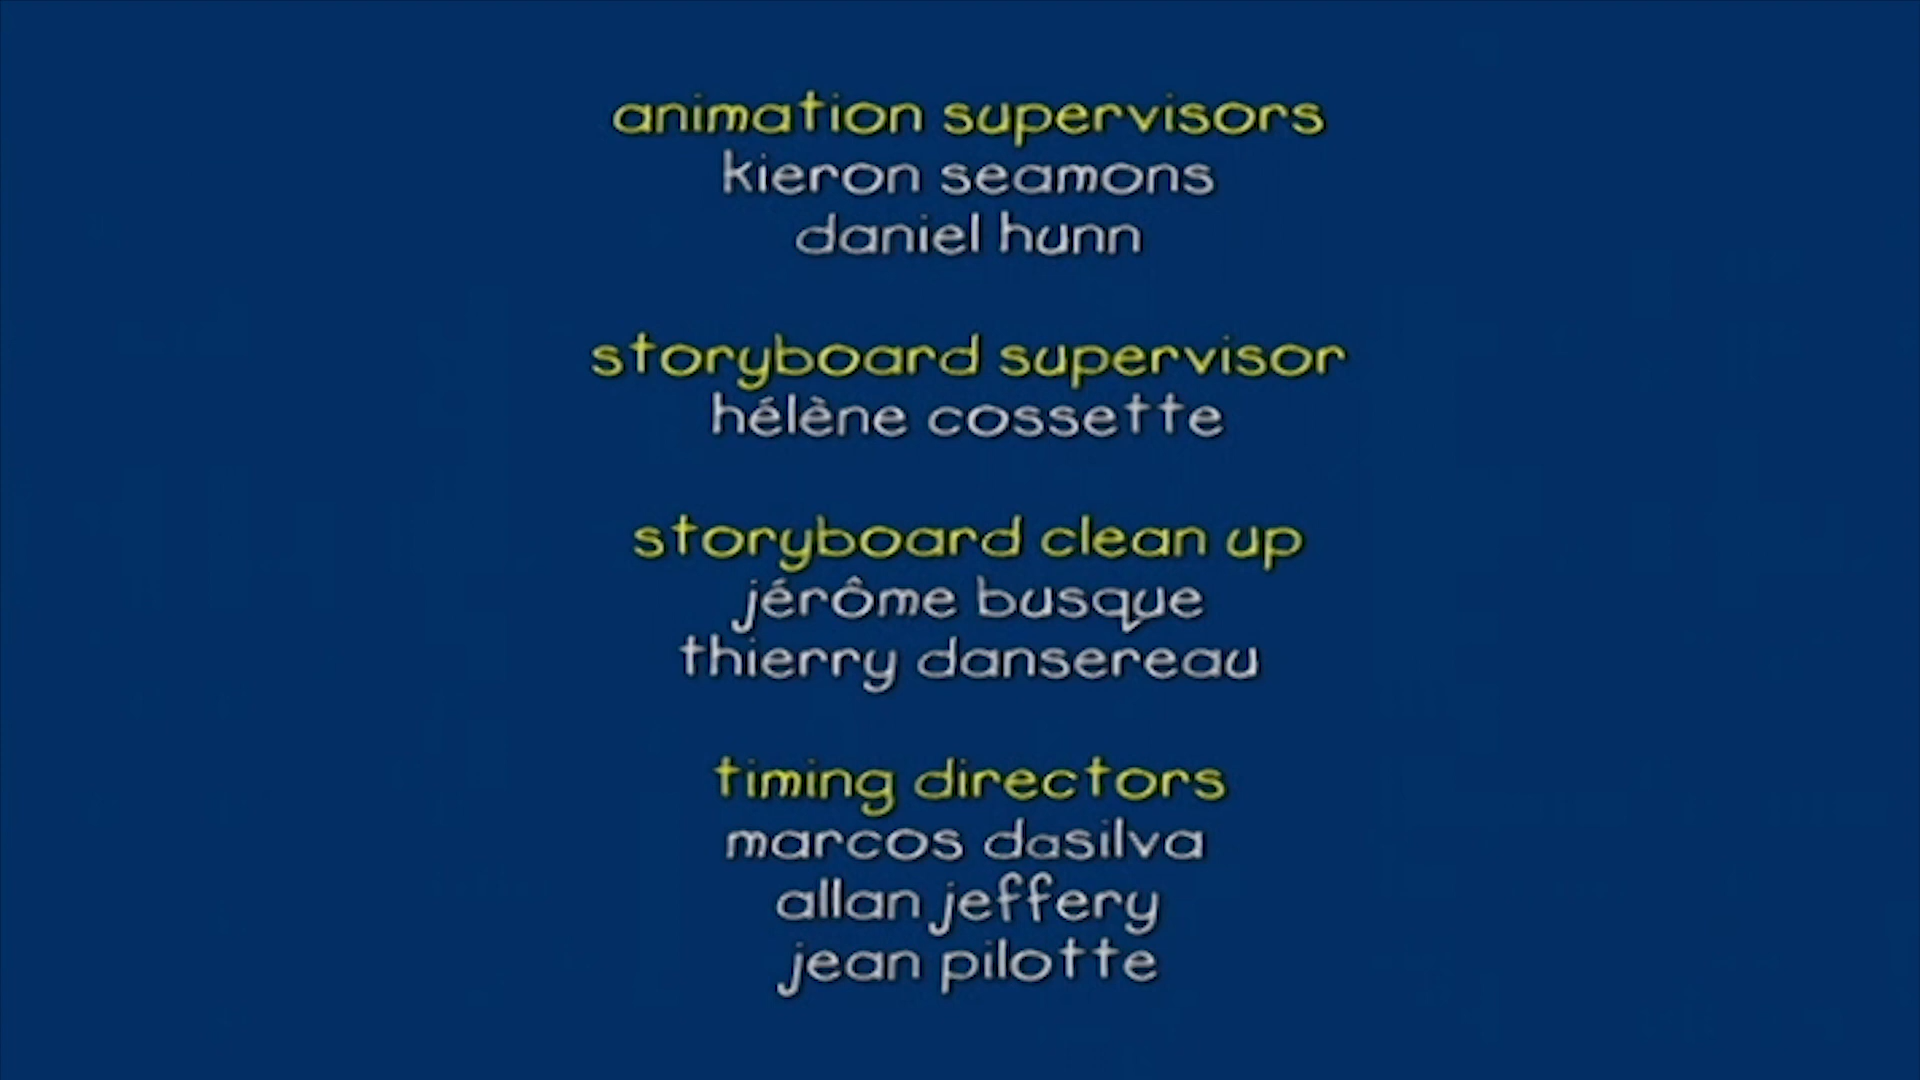 animation supervisors
kieron seamons
daniel hunn
storyboard supervisor
hélène cossette
storyboard clean up
jérôme busque
thierry dansereau
timing directors
marcos dasilva
allan jeffery
jean pilotte